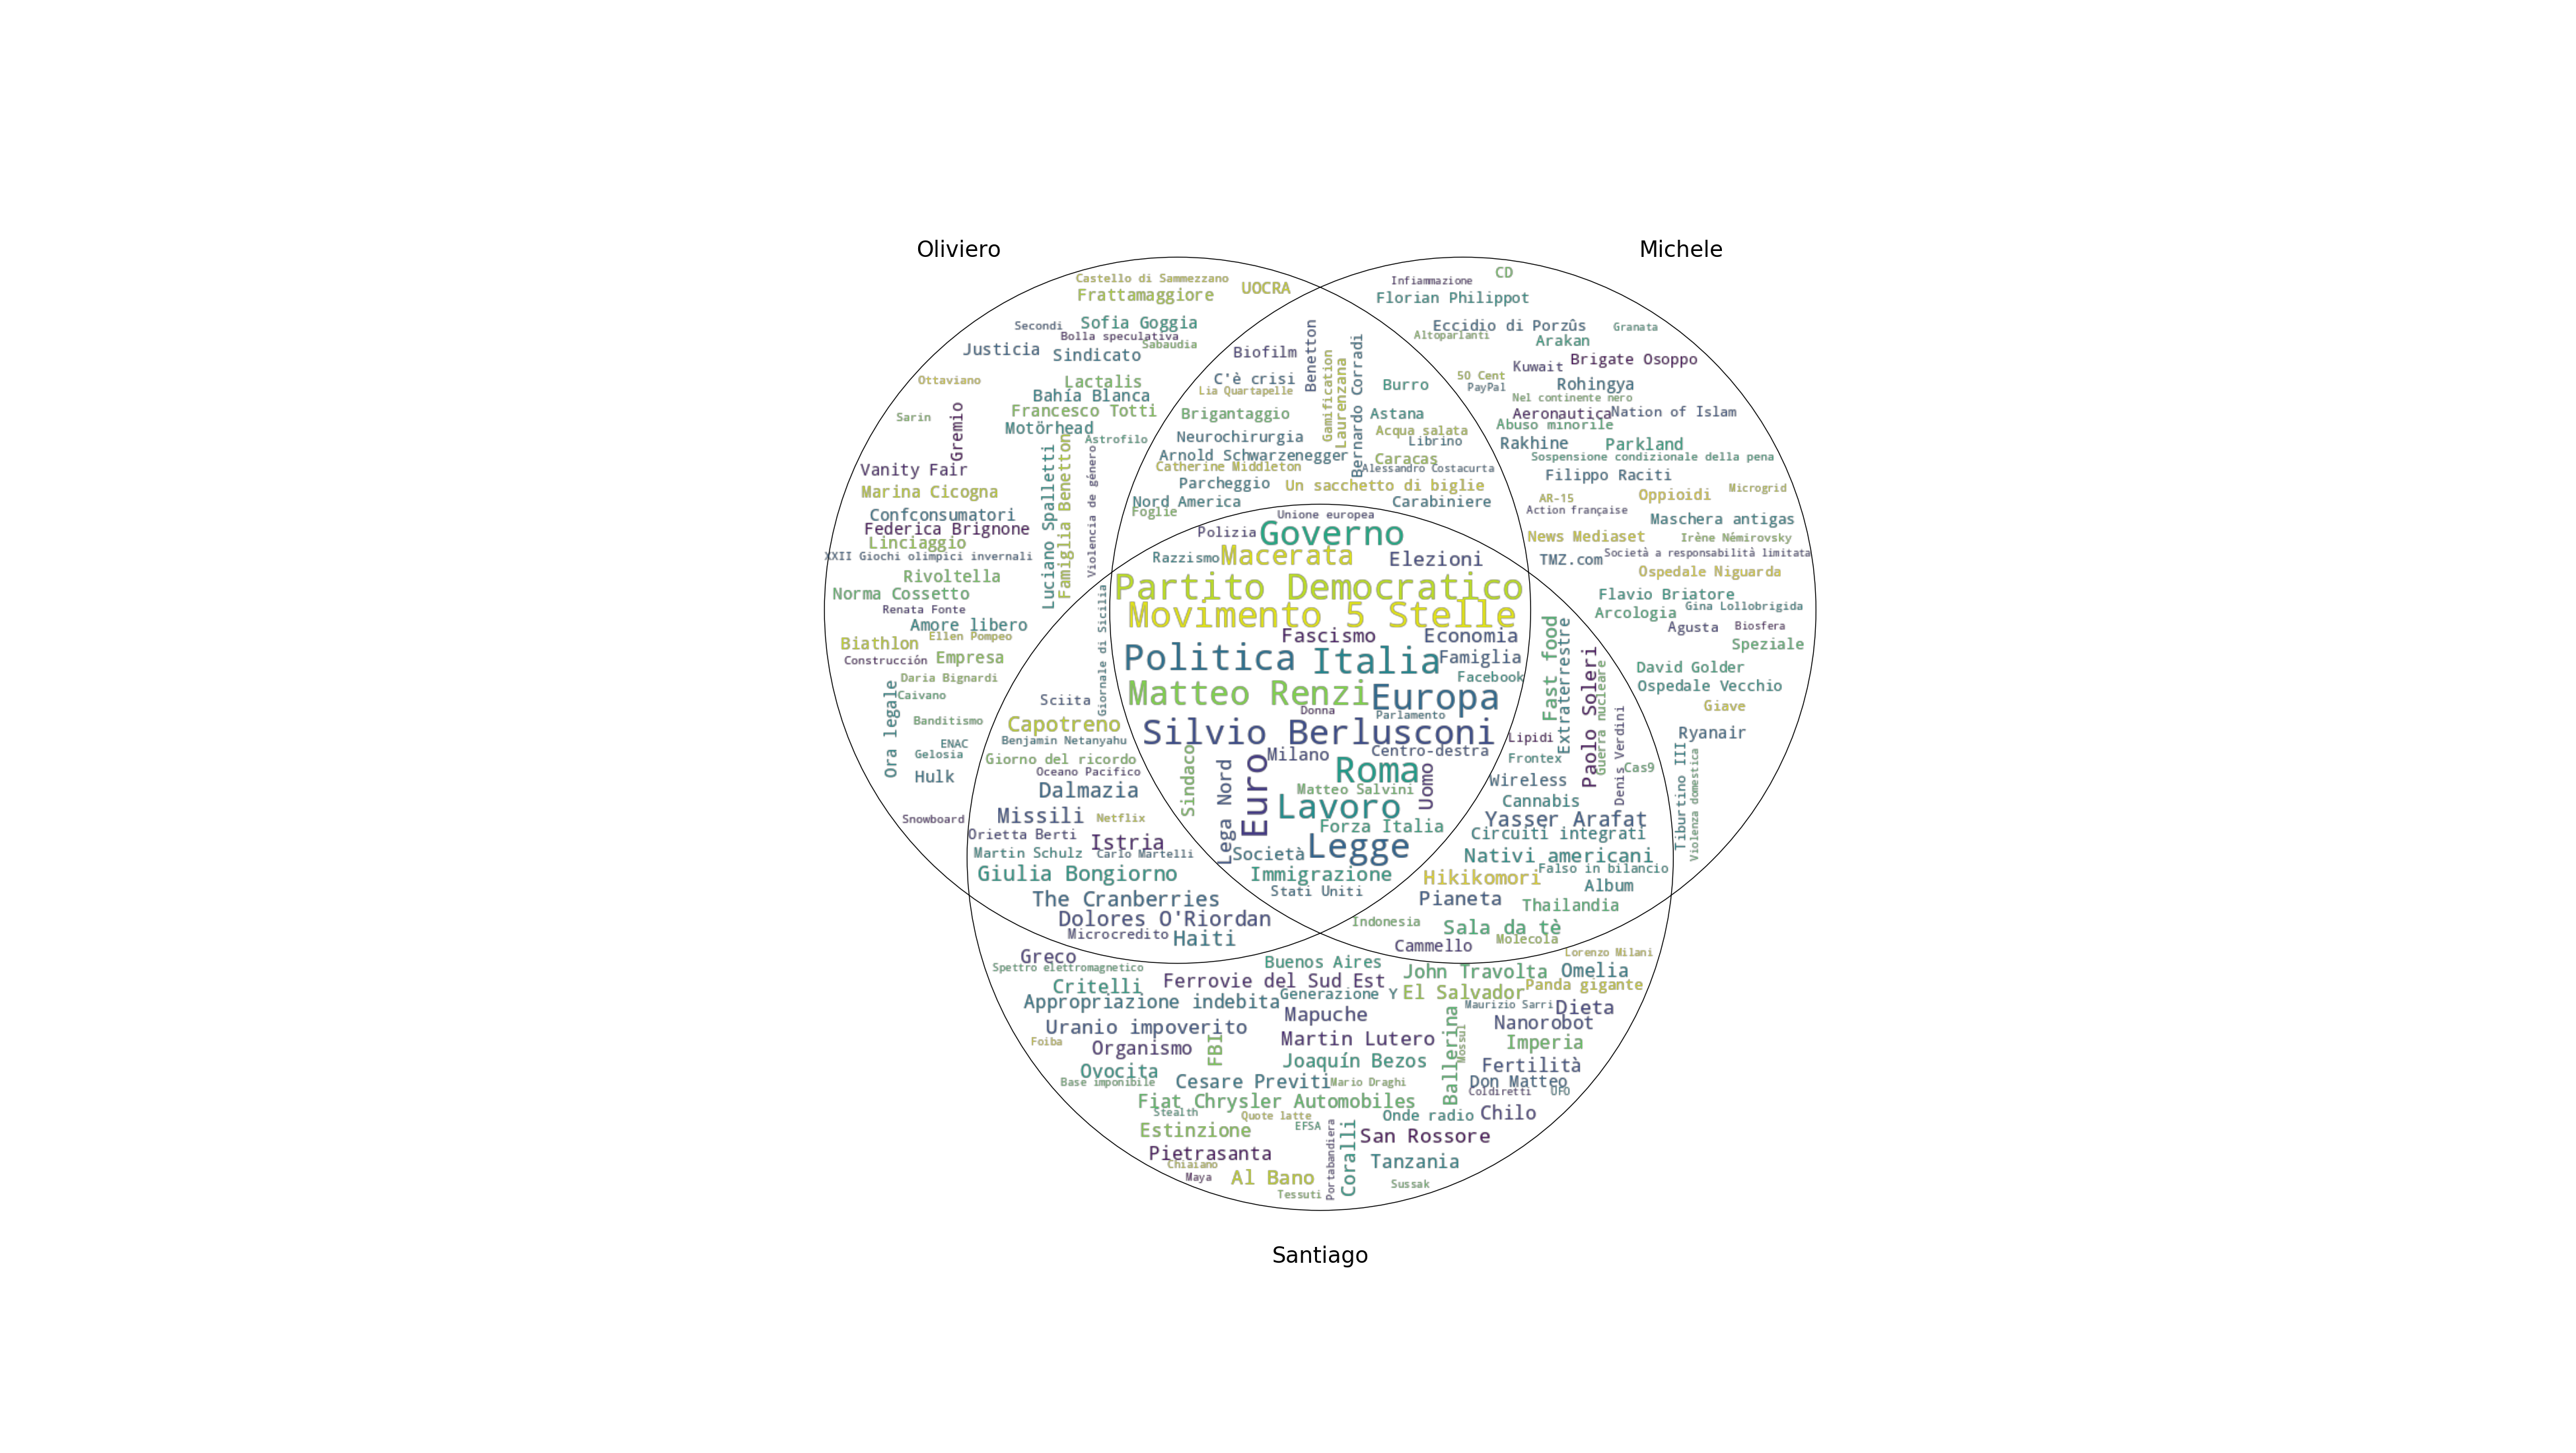 Oliviero
Michele
Castello di Sammezzano
Frattamaggiore
UOCRA
Secondi
Sofia Goggia
Bolla speculativa
Sabaudia
Justicia
Sindicato
Ottaviano
Lactalis
Bahía Blanca
Francesco Totti
Sarin
Gremio
Motörhead
Astrofilo
Vanity Fair
Marina Cicogna
Luciano Spalletti
Famiglia Benetton
Violencia de género
Confconsumatori
Federica Brignone
Linciaggio
XXII Giochi olimpici invernali
Rivoltella
Norma Cossetto
Renata Fonte
Amore libero
Biathlon
Ellen Pompeo
Construcción
Empresa
Daria Bignardi
Caivano
Ora legale
Banditismo
ENAC
Gelosia
Hulk
Snowboard
Biofilm
Benetton
Gamification
Laurenzana
Bernardo Corradi
C'è crisi
Lia Quartapelle
Burro
Brigantaggio
Astana
Neurochirurgia
Acqua salata
Librino
Arnold Schwarzenegger
Catherine Middleton
Caracas
Alessandro Costacurta
Parcheggio
Un sacchetto di biglie
Nord America
Carabiniere
Foglie
Infiammazione
CD
Florian Philippot
Eccidio di Porzûs
Granata
Altoparlanti
Arakan
Kuwait
Brigate Osoppo
50 Cent
PayPal
Rohingya
Nel continente nero
Aeronautica
Nation of Islam
Abuso minorile
Rakhine
Parkland
Sospensione condizionale della pena
Filippo Raciti
AR-15
Oppioidi
Microgrid
Action française
Maschera antigas
News Mediaset
Irène Némirovsky
TMZ.com
Società a responsabilità limitata
Ospedale Niguarda
Flavio Briatore
Arcologia
Gina Lollobrigida
Agusta
Biosfera
Speziale
David Golder
Ospedale Vecchio
Giave
Ryanair
Tiburtino III
Violenza domestica
Unione europea
Polizia
Governo
Razzismo
Macerata
Elezioni
Partito Democratico
Movimento 5 Stelle
Fascismo
Economia
Politica
Italia
Famiglia
Facebook
Matteo Renzi
Europa
Donna
Parlamento
Silvio Berlusconi
Milano
Centro-destra
Sindaco
Lega Nord
Euro
Roma
Uomo
Matteo Salvini
Lavoro
Forza Italia
Società
Legge
Immigrazione
Stati Uniti
Giornale di Sicilia
Sciita
Capotreno
Benjamin Netanyahu
Giorno del ricordo
Oceano Pacifico
Dalmazia
Missili
Netflix
Orietta Berti
Istria
Martin Schulz
Carlo Martelli
Giulia Bongiorno
The Cranberries
Dolores O'Riordan
Microcredito
Haiti
Fast food
Extraterrestre
Paolo Soleri
Guerra nucleare
Denis Verdini
Lipidi
Frontex
Cas9
Wireless
Cannabis
Yasser Arafat
Circuiti integrati
Nativi americani
Falso in bilancio
Hikikomori
Album
Pianeta
Thailandia
Indonesia
Sala da tè
Molecola
Cammello
Greco
Spettro elettromagnetico
Buenos Aires
Lorenzo Milani
John Travolta
Omelia
Critelli
Ferrovie del Sud Est
Panda gigante
Appropriazione indebita
Generazione Y
El Salvador
Maurizio Sarri
Dieta
Mapuche
Nanorobot
Uranio impoverito
Foiba
Organismo
FBI
Martin Lutero
Ballerina
Mossul
Imperia
Joaquín Bezos
Fertilità
Ovocita
Base imponibile
Cesare Previti
Mario Draghi
Don Matteo
Coldiretti
UFO
Fiat Chrysler Automobiles
Stealth
Quote latte
Onde radio
Chilo
Estinzione
EFSA
Portabandiera
Coralli
San Rossore
Pietrasanta
Chiaiano
Tanzania
Maya
Al Bano
Sussak
Tessuti
Santiago